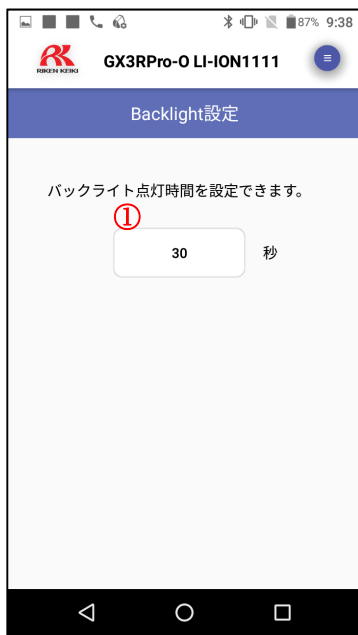 87% 9:38
RIKEN KEIKI
GX3RPro-O LI-ION1111
Backlight設定
バックライト点灯時間を設定できます。
①
30 秒